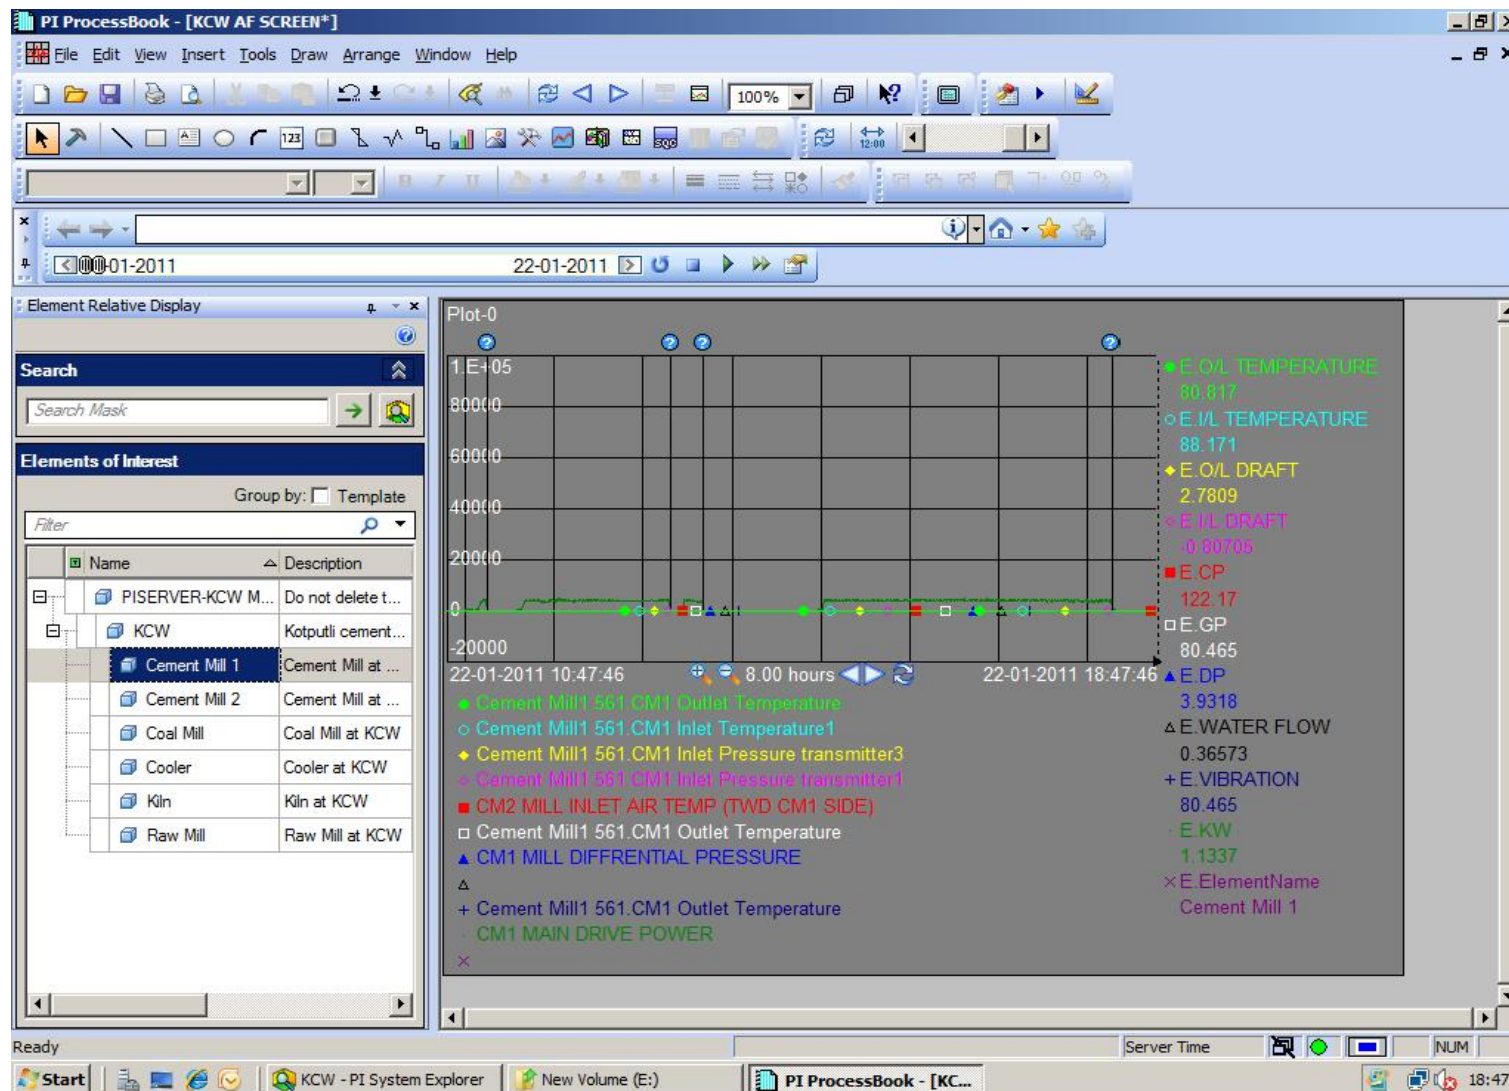 PI ProcessBook - [KCW AF SCREEN*]
File Edit View Insert Tools Draw Arrange Window Help
100%
123
12:00
SQC
B I U
-01-2011 22-01-2011
Element Relative Display
Search
Search Mask
Elements of Interest
Group by: Template
Filter
Name Description
PISERVER-KCW M... Do not delete t...
KCW Kotputli cement...
Cement Mill 1 Cement Mill at ...
Cement Mill 2 Cement Mill at ...
Coal Mill Coal Mill at KCW
Cooler Cooler at KCW
Kiln Kiln at KCW
Raw Mill Raw Mill at KCW
Plot-0
1.E+05
80000
60000
40000
20000
0
-20000
22-01-2011 10:47:46 8.00 hours 22-01-2011 18:47:46
Cement Mill1 561.CM1 Outlet Temperature
Cement Mill1 561.CM1 Inlet Temperature1
Cement Mill1 561.CM1 Inlet Pressure transmitter3
Cement Mill1 561.CM1 Inlet Pressure transmitter1
CM2 MILL INLET AIR TEMP (TWD CM1 SIDE)
Cement Mill1 561.CM1 Outlet Temperature
CM1 MILL DIFFRENTIAL PRESSURE
Cement Mill1 561.CM1 Outlet Temperature
CM1 MAIN DRIVE POWER
E.O/L TEMPERATURE
80.817
E.I/L TEMPERATURE
88.171
E.O/L DRAFT
2.7809
E.I/L DRAFT
-0.80705
E.CP
122.17
E.GP
80.465
E.DP
3.9318
E.WATER FLOW
0.36573
E.VIBRATION
80.465
E.KW
1.1337
E.ElementName
Cement Mill 1
Ready Server Time NUM
Start KCW - PI System Explorer New Volume (E:) PI ProcessBook - [KC... 18:47